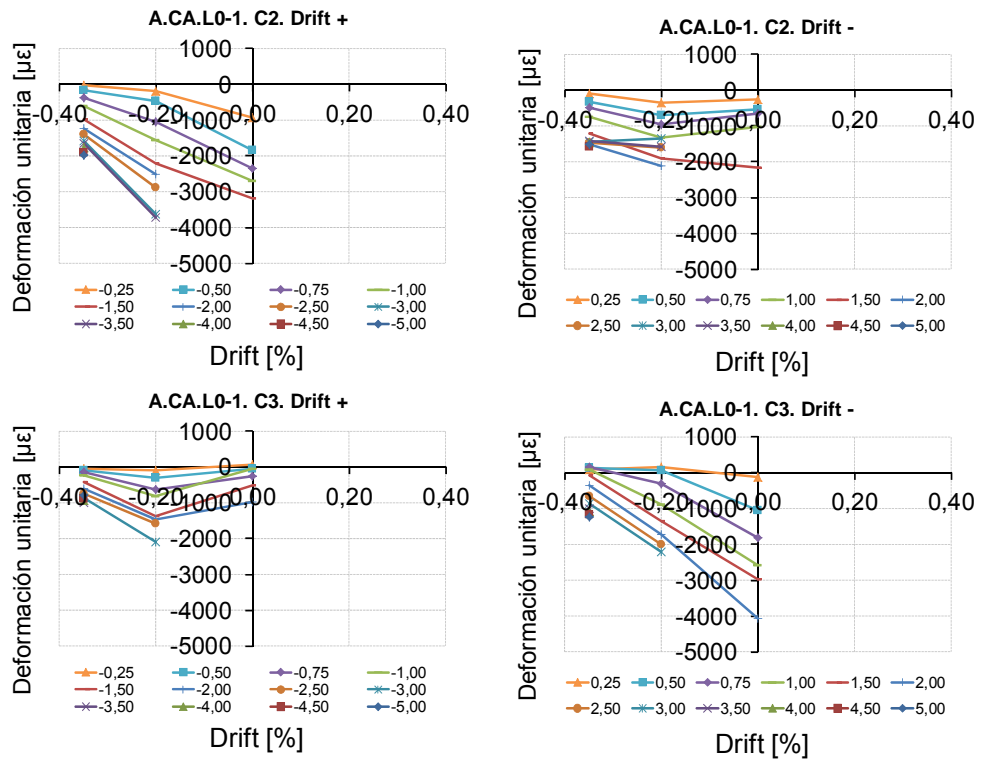 A.CA.L0-1. C2. Drift +
Deformación unitaria [µε]
1000
0
-1000
-2000
-3000
-4000
-5000
-0,40 -0,20 0,00 0,20 0,40
-0,25 -0,50 -0,75 -1,00
-1,50 -2,00 -2,50 -3,00
-3,50 -4,00 -4,50 -5,00
Drift [%]
A.CA.L0-1. C2. Drift -
Deformación unitaria [µε]
1000
0
-1000
-2000
-3000
-4000
-5000
-0,40 -0,20 0,00 0,20 0,40
0,25 0,50 0,75 1,00 1,50 2,00
2,50 3,00 3,50 4,00 4,50 5,00
Drift [%]
A.CA.L0-1. C3. Drift +
Deformación unitaria [µε]
1000
0
-1000
-2000
-3000
-4000
-5000
-0,40 -0,20 0,00 0,20 0,40
-0,25 -0,50 -0,75 -1,00
-1,50 -2,00 -2,50 -3,00
-3,50 -4,00 -4,50 -5,00
Drift [%]
A.CA.L0-1. C3. Drift -
Deformación unitaria [µε]
1000
0
-1000
-2000
-3000
-4000
-5000
-0,40 -0,20 0,00 0,20 0,40
0,25 0,50 0,75 1,00 1,50 2,00
2,50 3,00 3,50 4,00 4,50 5,00
Drift [%]